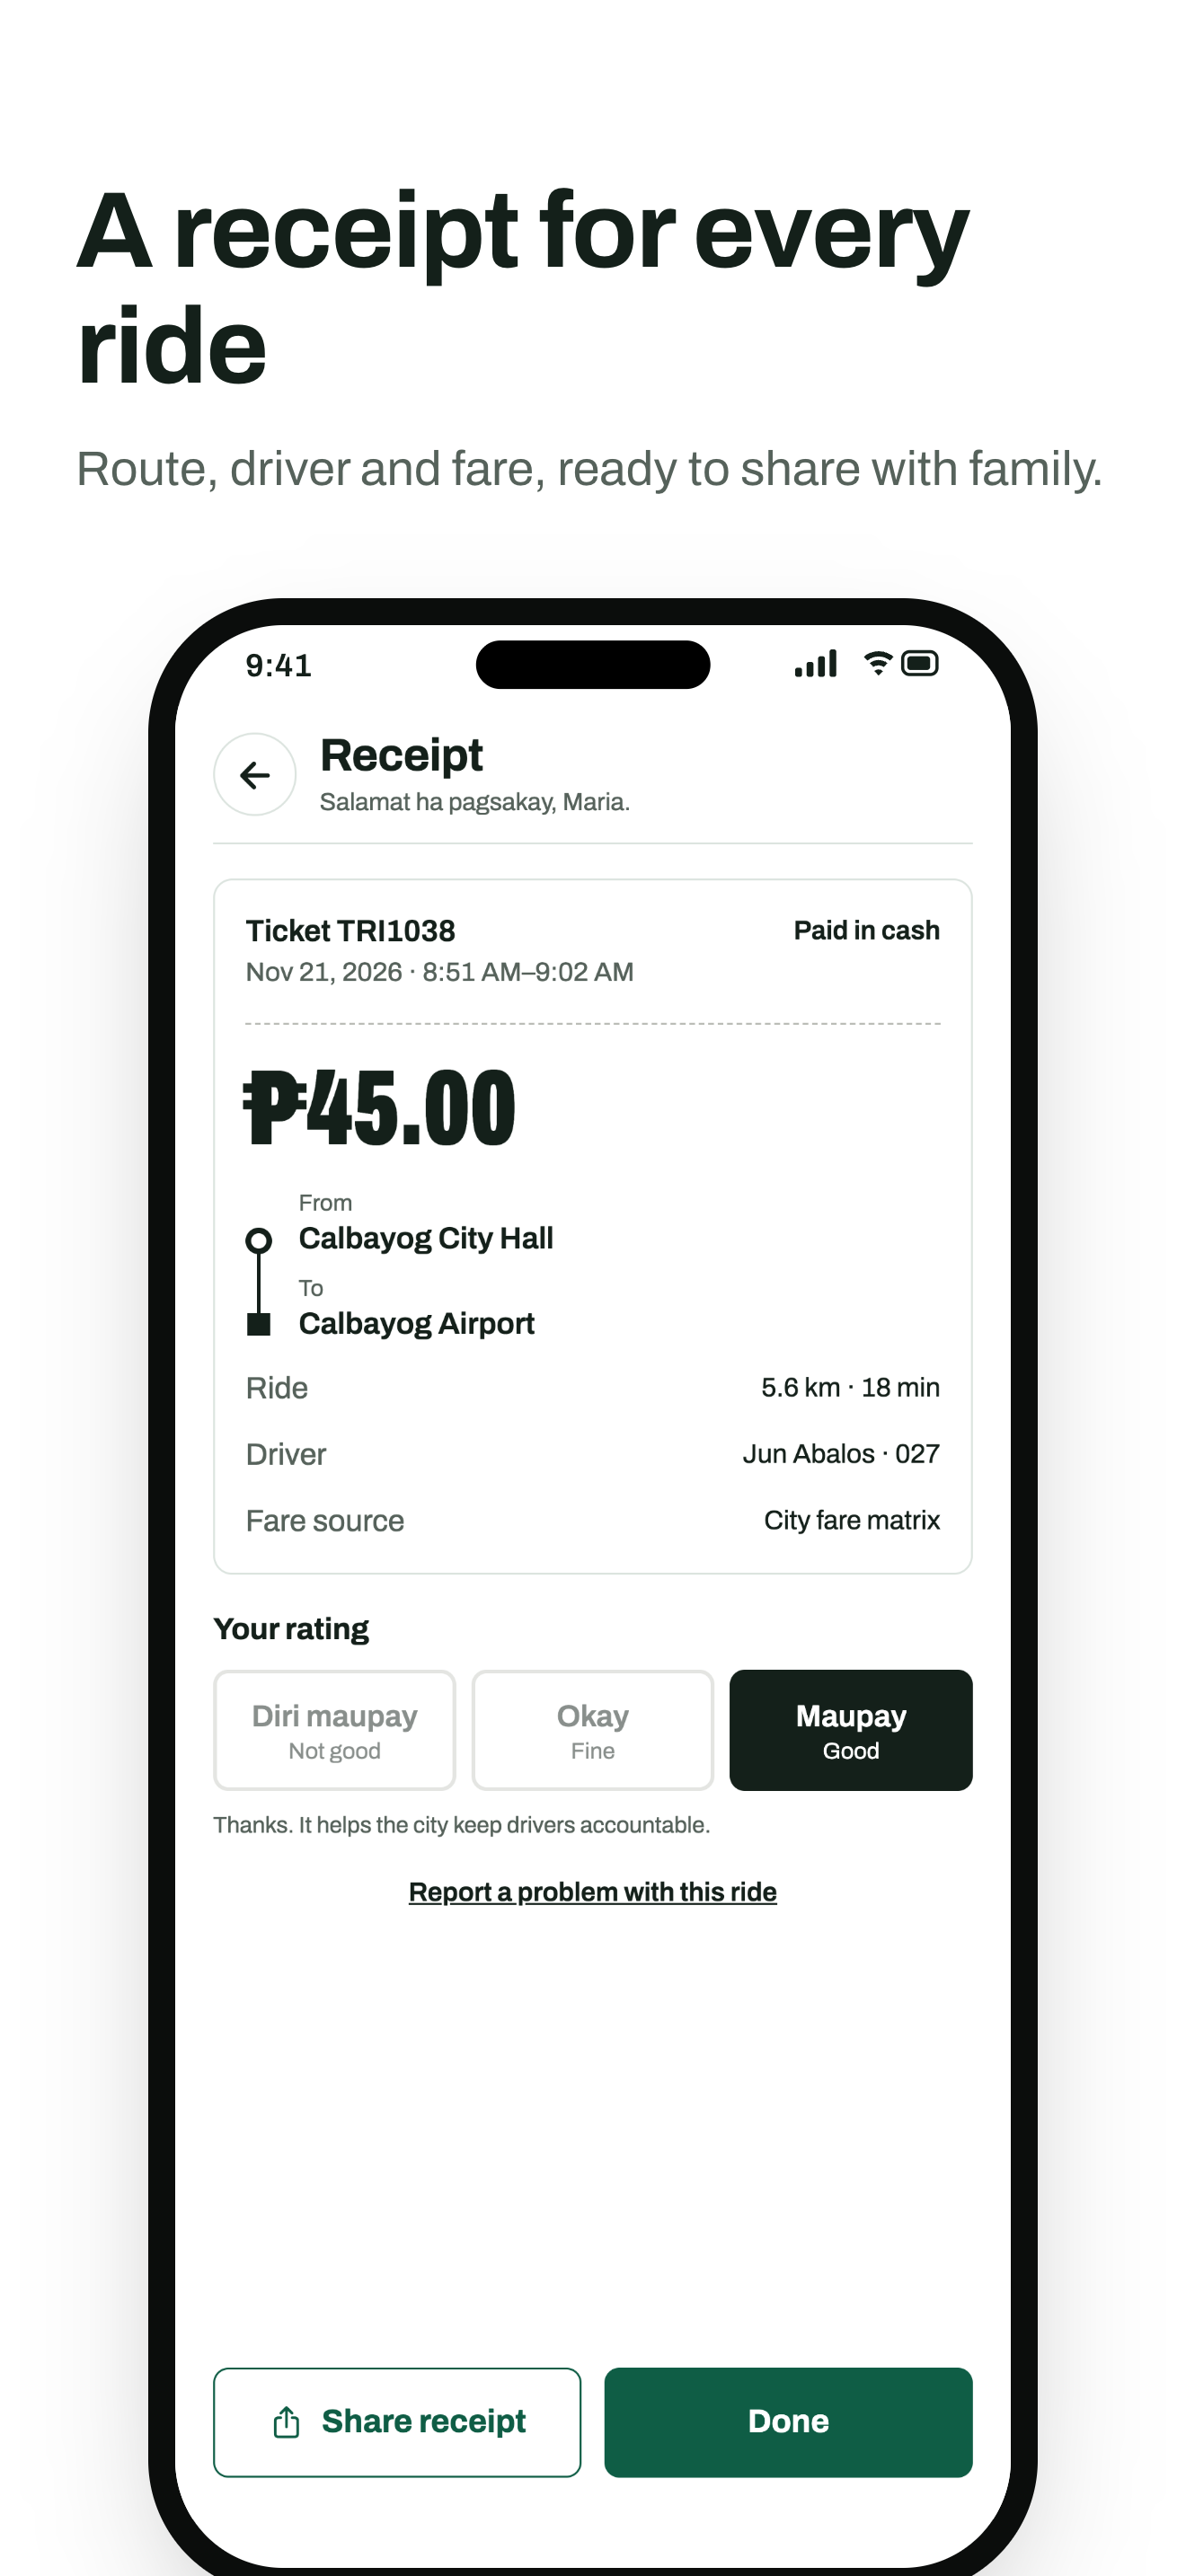 A receipt for every
ride
Route, driver and fare, ready to share with family.
9:41
Receipt
Salamat ha pagsakay, Maria.
Ticket TRI1038
Paid in cash
Nov 21, 2026 · 8:51 AM–9:02 AM
₱45.00
From
Calbayog City Hall
To
Calbayog Airport
Ride
5.6 km · 18 min
Driver
Jun Abalos · 027
Fare source
City fare matrix
Your rating
Diri maupay
Not good
Okay
Fine
Maupay
Good
Thanks. It helps the city keep drivers accountable.
Report a problem with this ride
Share receipt
Done